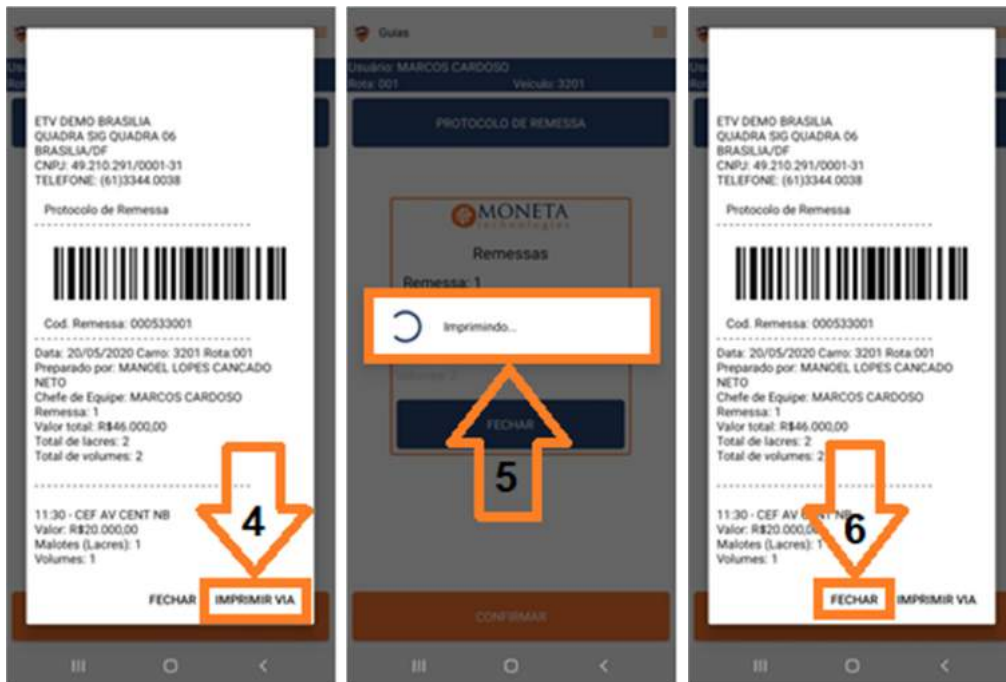 ETV DEMO BRASILIA
QUADRA SIG QUADRA 06
BRASILIA/DF
CNPJ: 49.210.291/0001-31
TELEFONE: (61)3344.0038
Protocolo de Remessa
Cod. Remessa: 000533001
Data: 20/05/2020 Carro: 3201 Rota:001
Preparado por: MANOEL LOPES CANCADO
NETO
Chefe de Equipe: MARCOS CARDOSO
Remessa: 1
Valor total: R$46.000,00
Total de lacres: 2
Total de volumes: 2
11:30 - CEF AV CENT NB
Valor: R$20.000,00
Malotes (Lacres): 1
Volumes: 1
4
FECHAR IMPRIMIR VIA
Guias
Usuário: MARCOS CARDOSO
Rota: 001 Veículo: 3201
PROTOCOLO DE REMESSA
MONETA
technologies
Remessas
Remessa: 1
Imprimindo...
Volumes: 2
FECHAR
5
CONFIRMAR
ETV DEMO BRASILIA
QUADRA SIG QUADRA 06
BRASILIA/DF
CNPJ: 49.210.291/0001-31
TELEFONE: (61)3344.0038
Protocolo de Remessa
Cod. Remessa: 000533001
Data: 20/05/2020 Carro: 3201 Rota:001
Preparado por: MANOEL LOPES CANCADO
NETO
Chefe de Equipe: MARCOS CARDOSO
Remessa: 1
Valor total: R$46.000,00
Total de lacres: 2
Total de volumes: 2
11:30 - CEF AV NB
Valor: R$20.000,0
Malotes (Lacres): 1
Volumes: 1
6
FECHAR IMPRIMIR VIA